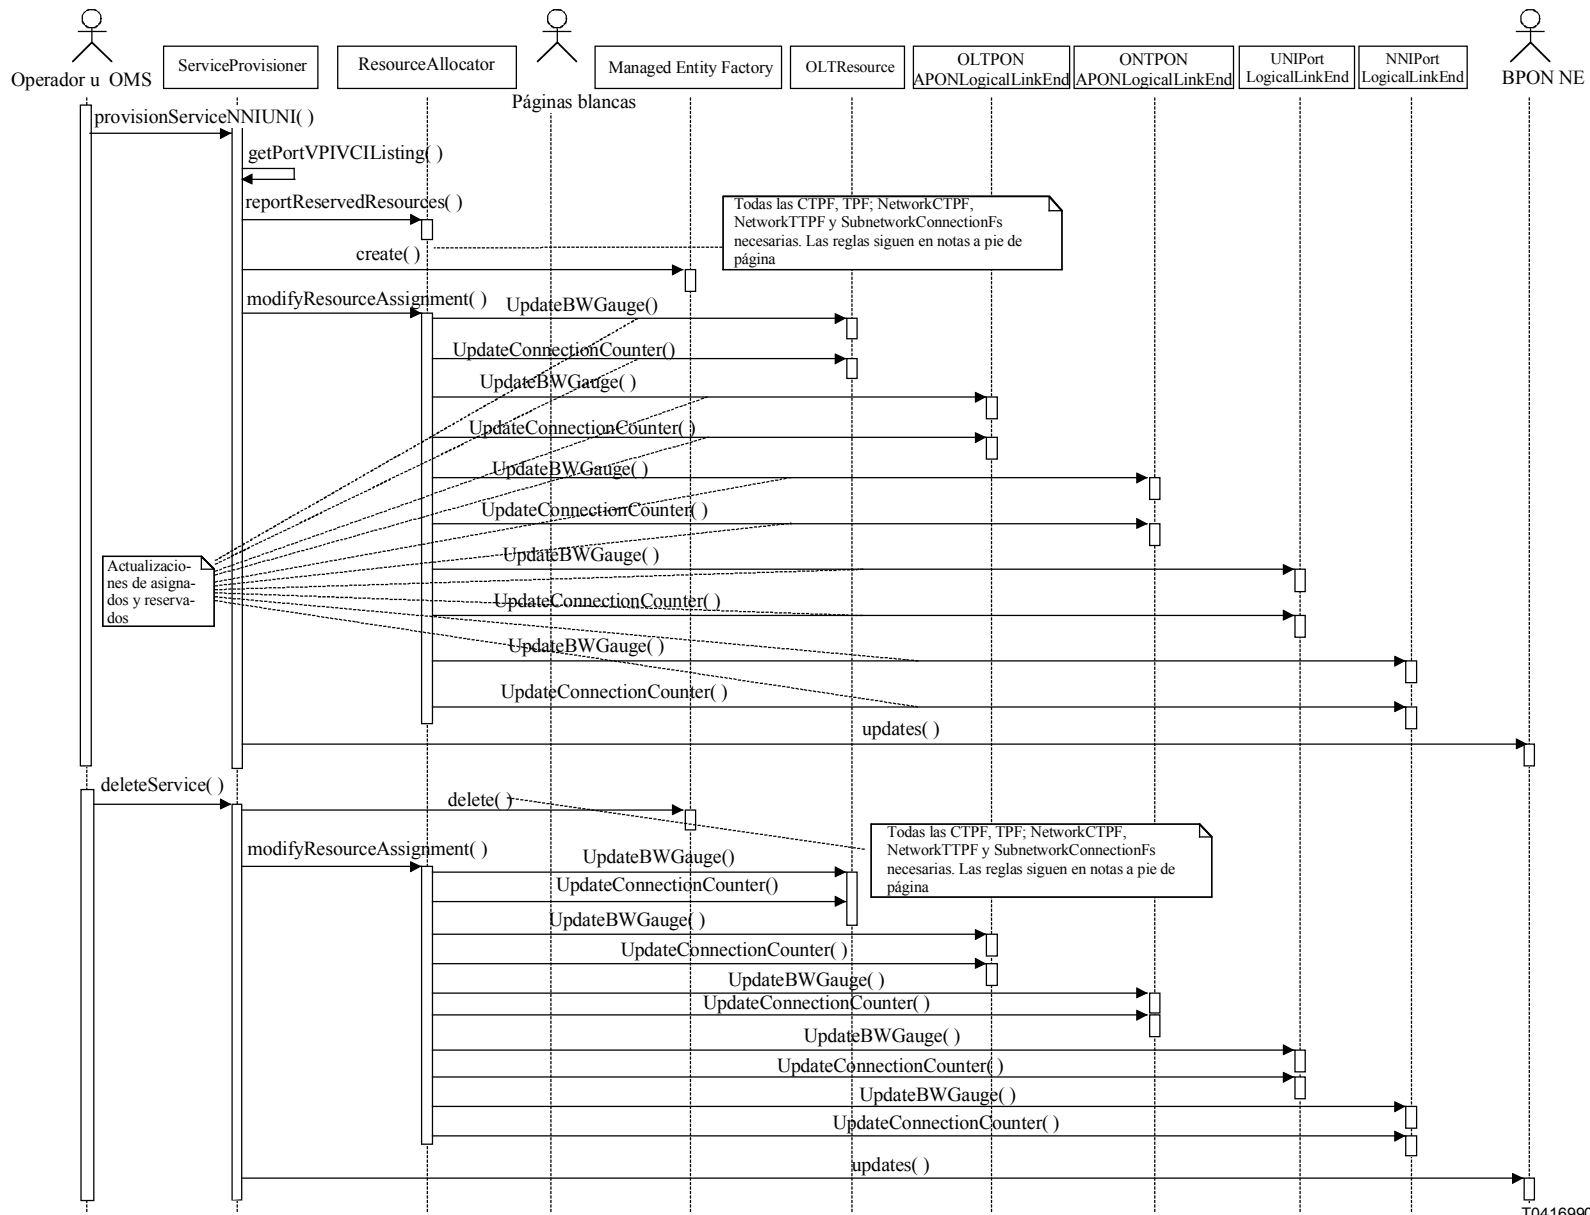 Operador u OMS
ServiceProvisioner
ResourceAllocator
Páginas blancas
Managed Entity Factory
OLTResource
OLTPON
APONLogicalLinkEnd
ONTPON
APONLogicalLinkEnd
UNIPort
LogicalLinkEnd
NNIPort
LogicalLinkEnd
BPON NE
provisionServiceNNIUNI( )
getPortVPIVCIListing( )
reportReservedResources( )
Todas las CTPF, TPF; NetworkCTPF,
NetworkTTPF y SubnetworkConnectionFs
necesarias. Las reglas siguen en notas a pie de
página
create( )
modifyResourceAssignment( )
UpdateBWGauge()
UpdateConnectionCounter()
UpdateBWGauge( )
UpdateConnectionCounter( )
UpdateBWGauge( )
UpdateConnectionCounter( )
UpdateBWGauge( )
Actualizacio-
nes de asigna-
dos y reserva-
dos
UpdateConnectionCounter( )
UpdateBWGauge( )
UpdateConnectionCounter( )
updates( )
deleteService( )
delete( )
Todas las CTPF, TPF; NetworkCTPF,
NetworkTTPF y SubnetworkConnectionFs
necesarias. Las reglas siguen en notas a pie de
página
modifyResourceAssignment( )
UpdateBWGauge()
UpdateConnectionCounter()
UpdateBWGauge( )
UpdateConnectionCounter( )
UpdateBWGauge( )
UpdateConnectionCounter( )
UpdateBWGauge( )
UpdateConnectionCounter( )
UpdateBWGauge( )
UpdateConnectionCounter( )
updates( )
T0416990